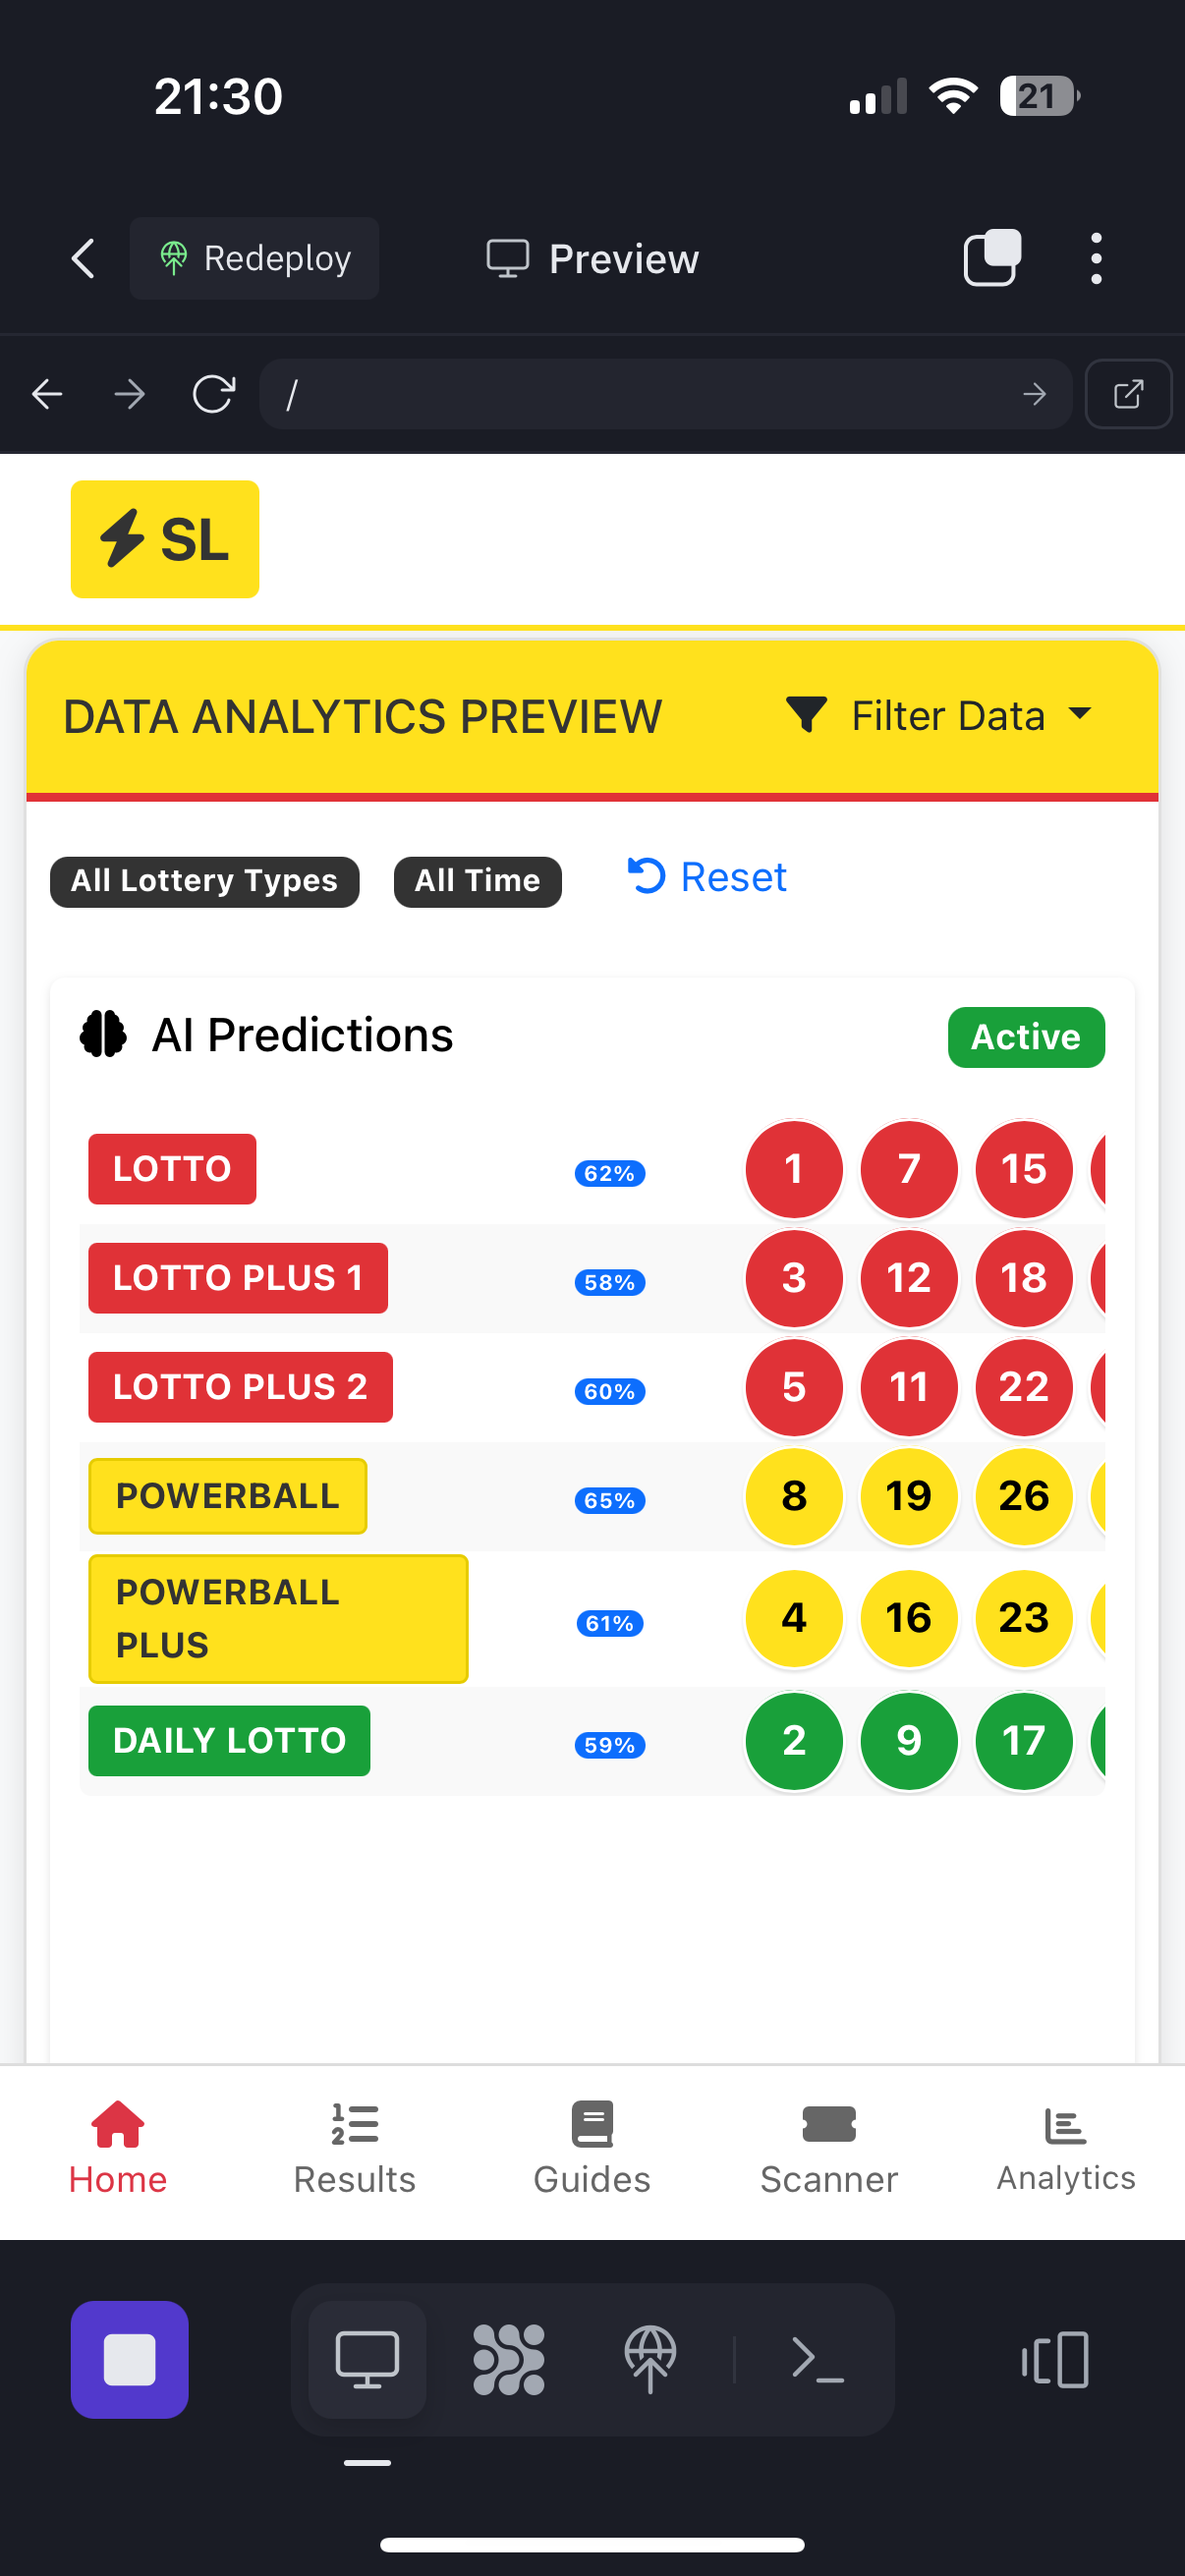 21:30
21
Redeploy
Preview
/
SL
DATA ANALYTICS PREVIEW
Filter Data
All Lottery Types
All Time
Reset
AI Predictions
Active
LOTTO 62% 1 7 15
LOTTO PLUS 1 58% 3 12 18
LOTTO PLUS 2 60% 5 11 22
POWERBALL 65% 8 19 26
POWERBALL
PLUS
61% 4 16 23
DAILY LOTTO 59% 2 9 17
Home
Results
Guides
Scanner
Analytics